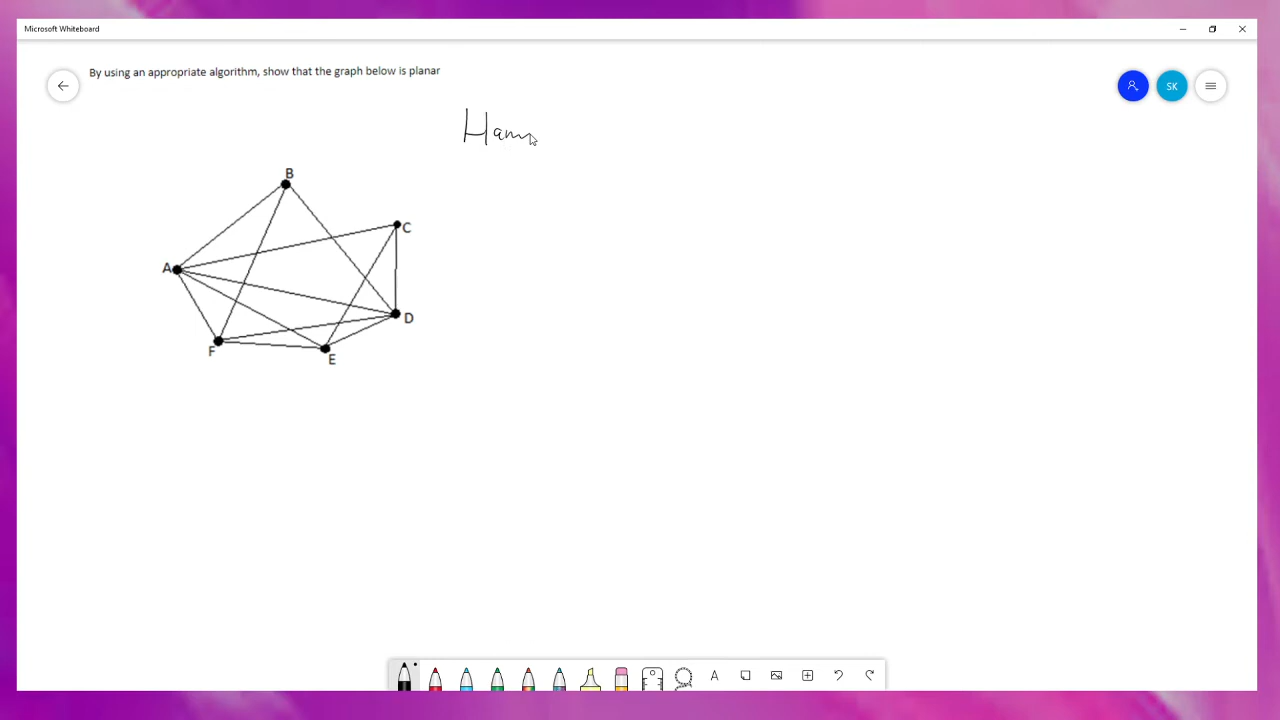 Microsoft Whiteboard
By using an appropriate algorithm, show that the graph below is planar
SK
Ham
B
C
A
D
F
E
A